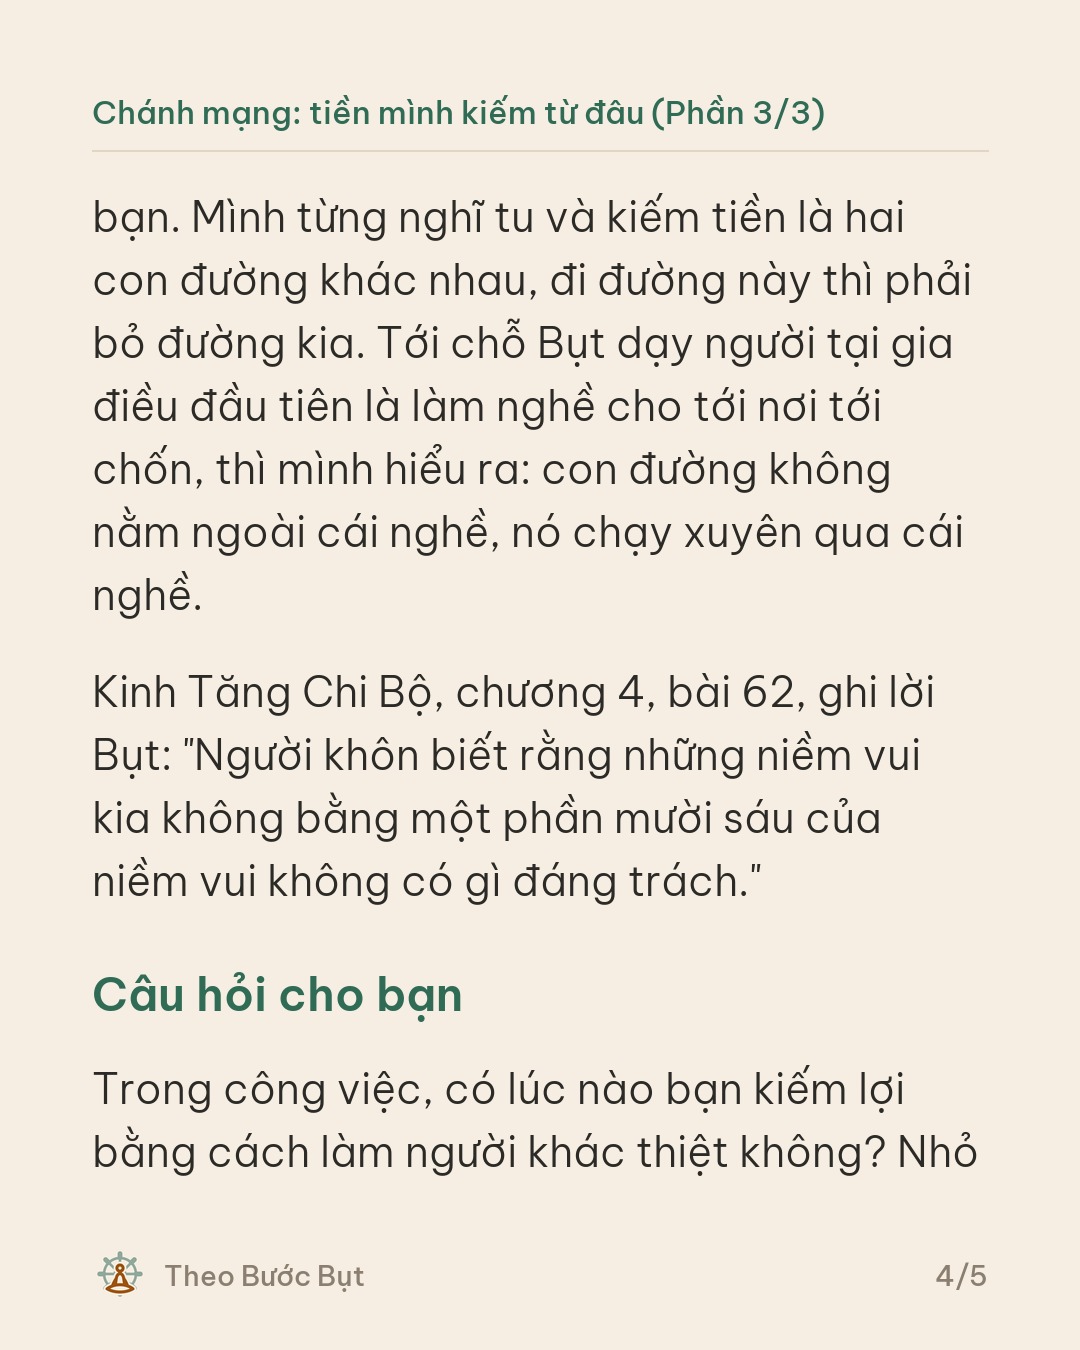 Chánh mạng: tiền mình kiếm từ đâu (Phần 3/3)
bạn. Mình từng nghĩ tu và kiếm tiền là hai
con đường khác nhau, đi đường này thì phải
bỏ đường kia. Tới chỗ Bụt dạy người tại gia
điều đầu tiên là làm nghề cho tới nơi tới
chốn, thì mình hiểu ra: con đường không
nằm ngoài cái nghề, nó chạy xuyên qua cái
nghề.
Kinh Tăng Chi Bộ, chương 4, bài 62, ghi lời
Bụt: "Người khôn biết rằng những niềm vui
kia không bằng một phần mười sáu của
niềm vui không có gì đáng trách."
Câu hỏi cho bạn
Trong công việc, có lúc nào bạn kiếm lợi
bằng cách làm người khác thiệt không? Nhỏ
Theo Bước Bụt
4/5